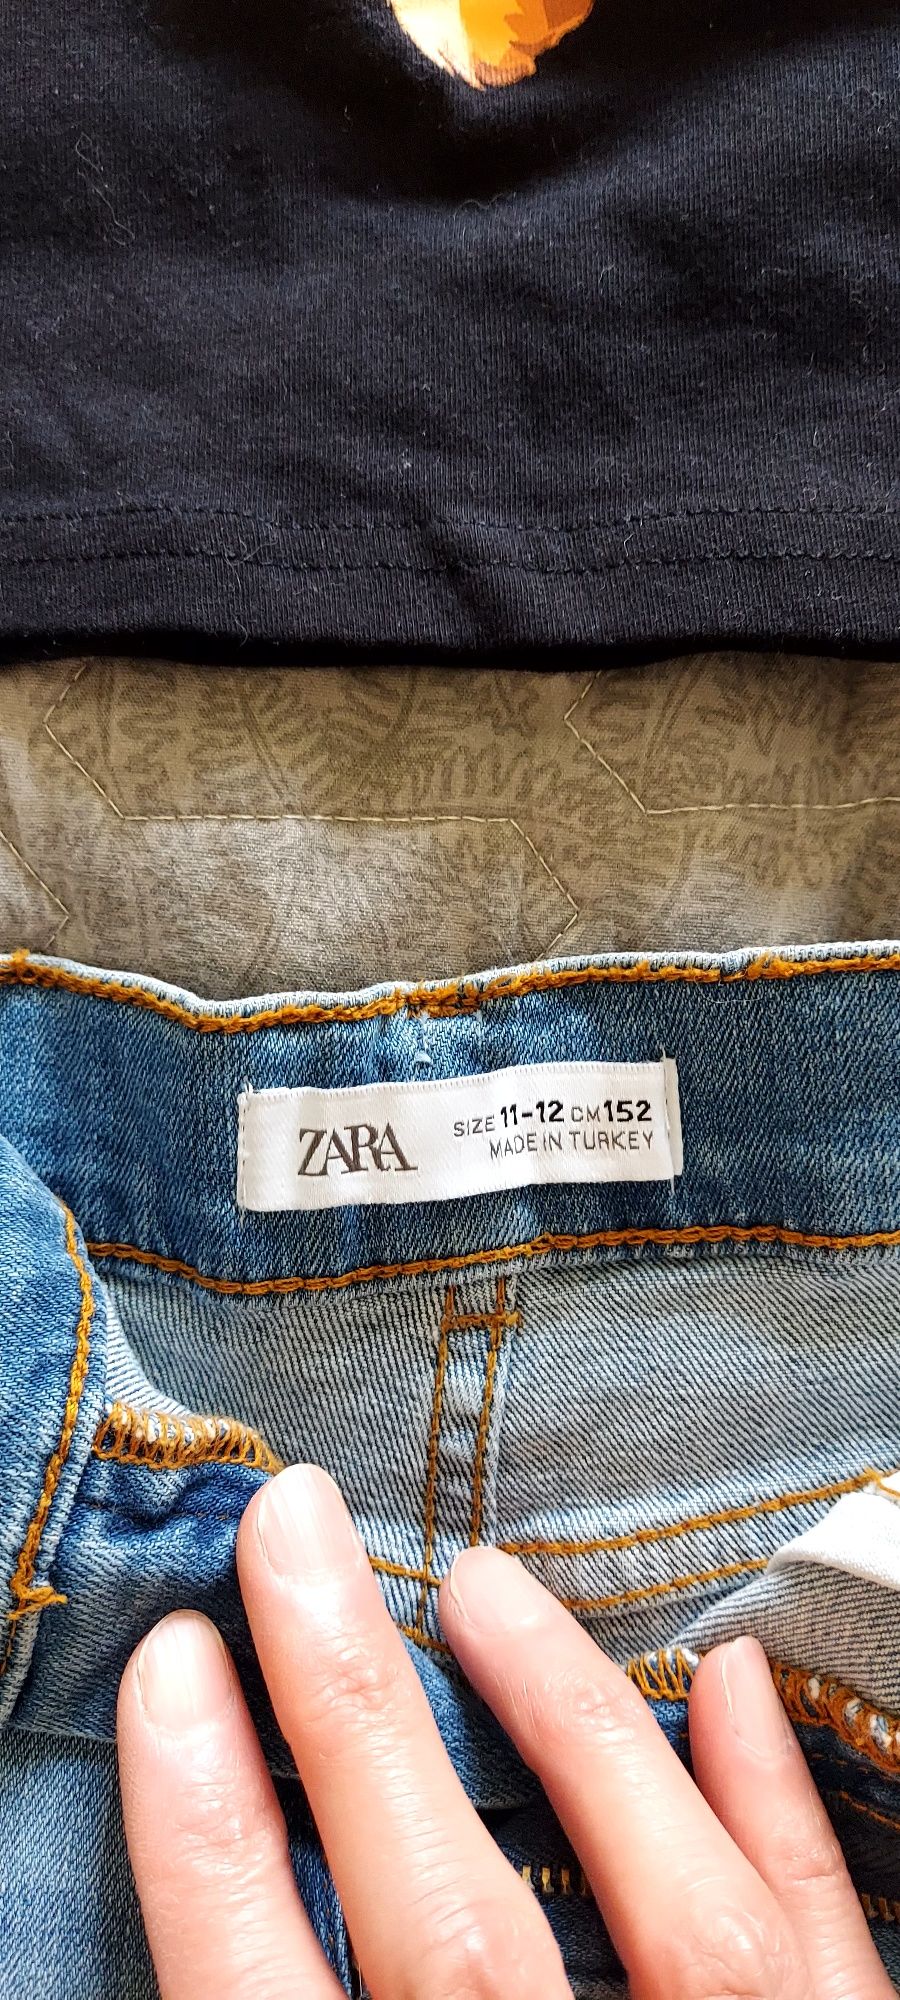 ZARA
SIZE 11-12 CM 152
MADE IN TURKEY